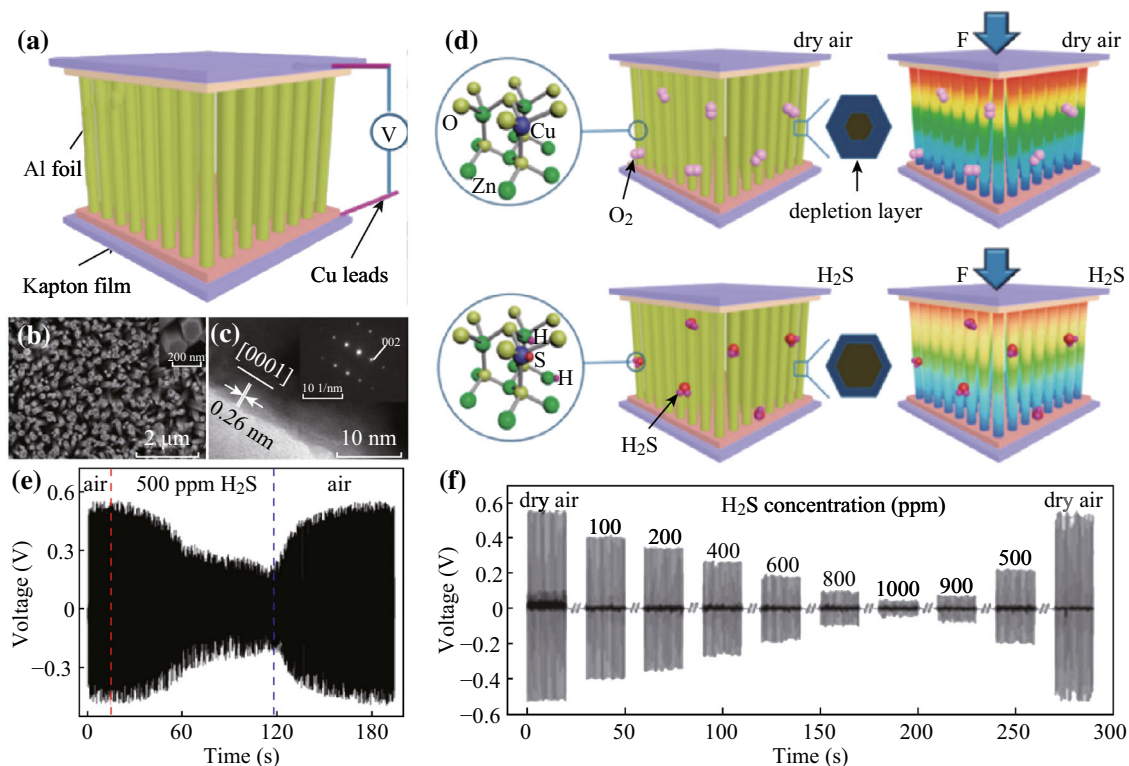 (a)
V
Al foil
Kapton film
Cu leads
(b)
200 nm
2 μm
(c)
[0001]
0.26 nm
002
10 1/nm
10 nm
(d)
O
Cu
Zn
O2
dry air
depletion layer
F
dry air
H
S
H
H2S
H2S
F
H2S
(e)
air
500 ppm H2S
air
Voltage (V)
0.6
0.3
0
−0.3
0
60
120
180
Time (s)
(f)
dry air
H2S concentration (ppm)
dry air
100
200
400
600
800
1000
900
500
Voltage (V)
0.6
0.4
0.2
0
−0.2
−0.4
−0.6
0
50
100
150
200
250
300
Time (s)